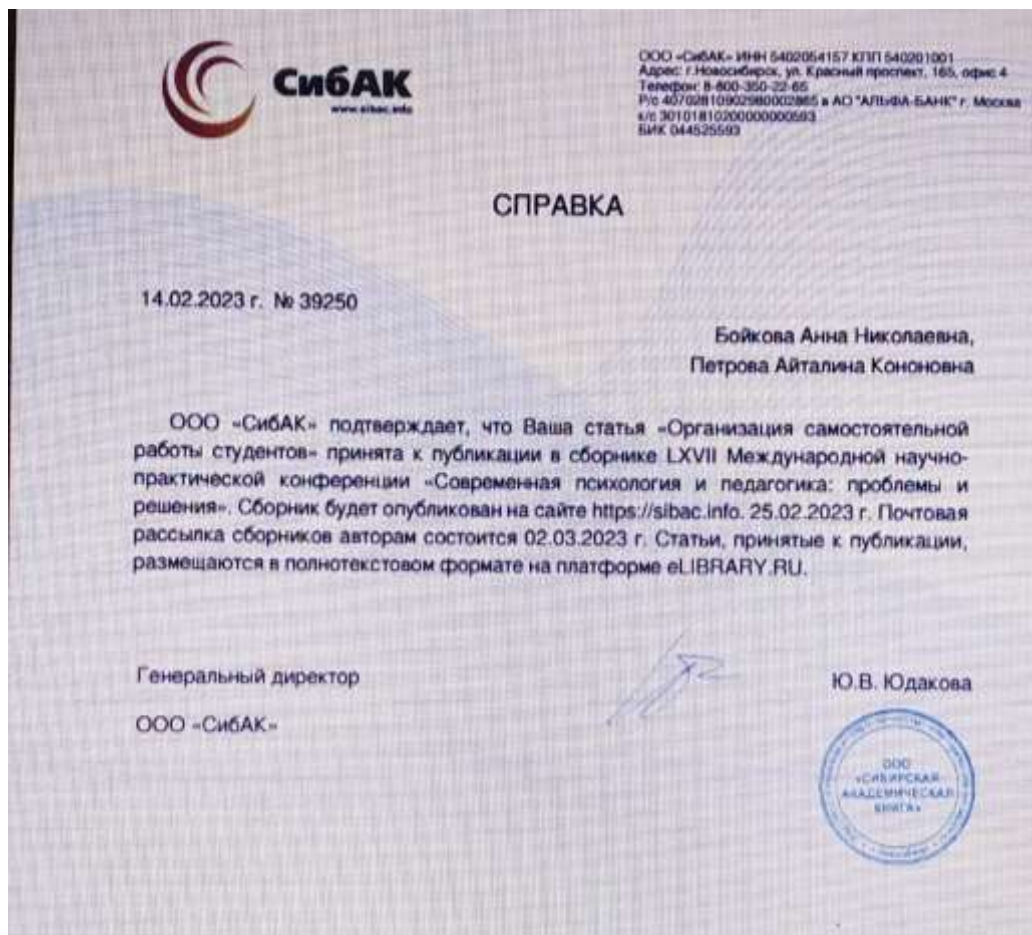 СибАК
www.sibac.info
ООО «СибАК» ИНН 5402054157 КПП 540201001
Адрес: г.Новосибирск, ул. Красный проспект, 165, офис 4
Телефон: 8-800-350-22-65
Р/с 40702810902980002865 в АО "АЛЬФА-БАНК" г. Москва
к/с 30101810200000000593
БИК 044525593
СПРАВКА
14.02.2023 г. № 39250
Бойкова Анна Николаевна,
Петрова Айталина Кононовна
ООО «СибАК» подтверждает, что Ваша статья «Организация самостоятельной
работы студентов» принята к публикации в сборнике LXVII Международной научно-
практической конференции «Современная психология и педагогика: проблемы и
решения». Сборник будет опубликован на сайте https://sibac.info. 25.02.2023 г. Почтовая
рассылка сборников авторам состоится 02.03.2023 г. Статьи, принятые к публикации,
размещаются в полнотекстовом формате на платформе eLIBRARY.RU.
Генеральный директор
Ю.В. Юдакова
ООО «СибАК»
ООО
«СИБИРСКАЯ
АКАДЕМИЧЕСКАЯ
КНИГА»